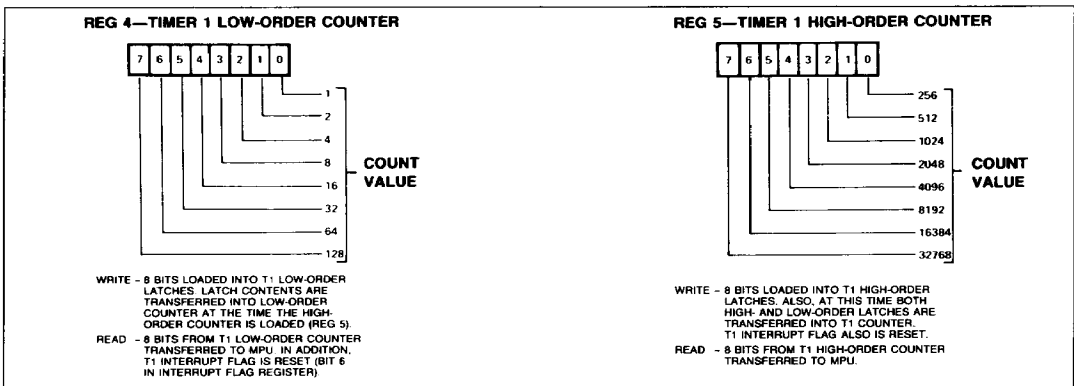 REG 4—TIMER 1 LOW-ORDER COUNTER
7 6 5 4 3 2 1 0
1
2
4
8
16
32
64
128
COUNT
VALUE
WRITE – 8 BITS LOADED INTO T1 LOW-ORDER
LATCHES. LATCH CONTENTS ARE
TRANSFERRED INTO LOW-ORDER
COUNTER AT THE TIME THE HIGH-
ORDER COUNTER IS LOADED (REG 5).
READ – 8 BITS FROM T1 LOW-ORDER COUNTER
TRANSFERRED TO MPU. IN ADDITION,
T1 INTERRUPT FLAG IS RESET (BIT 6
IN INTERRUPT FLAG REGISTER).
REG 5—TIMER 1 HIGH-ORDER COUNTER
7 6 5 4 3 2 1 0
256
512
1024
2048
4096
8192
16384
32768
COUNT
VALUE
WRITE – 8 BITS LOADED INTO T1 HIGH-ORDER
LATCHES. ALSO, AT THIS TIME BOTH
HIGH- AND LOW-ORDER LATCHES ARE
TRANSFERRED INTO T1 COUNTER.
T1 INTERRUPT FLAG ALSO IS RESET.
READ – 8 BITS FROM T1 HIGH-ORDER COUNTER
TRANSFERRED TO MPU.